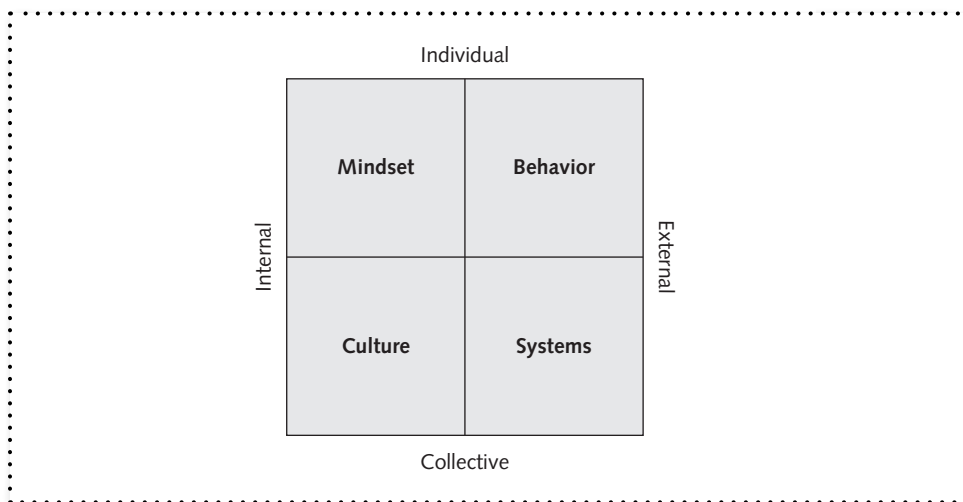 Individual
Mindset
Behavior
Internal
External
Culture
Systems
Collective